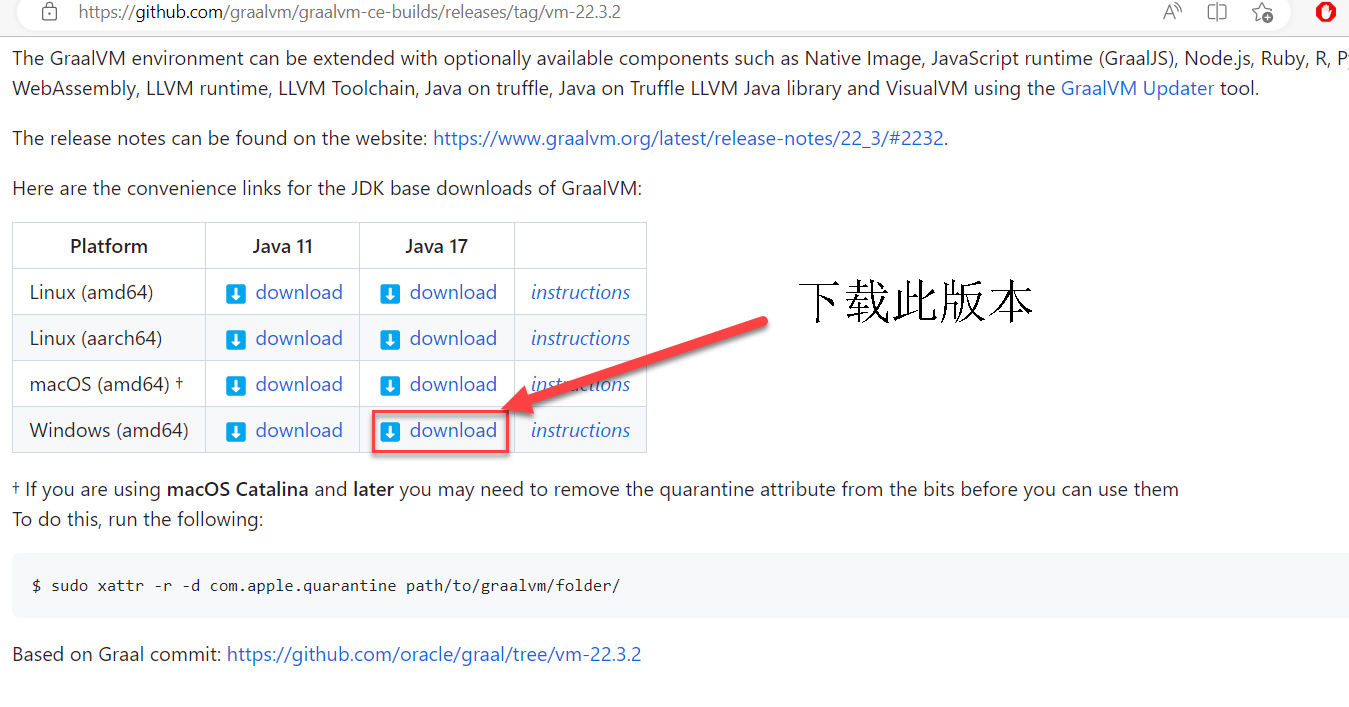 https://github.com/graalvm/graalvm-ce-builds/releases/tag/vm-22.3.2
The GraalVM environment can be extended with optionally available components such as Native Image, JavaScript runtime (GraalJS), Node.js, Ruby, R,
WebAssembly, LLVM runtime, LLVM Toolchain, Java on truffle, Java on Truffle LLVM Java library and VisualVM using the GraalVM Updater tool.
The release notes can be found on the website: https://www.graalvm.org/latest/release-notes/22_3/#2232.
Here are the convenience links for the JDK base downloads of GraalVM:
Platform Java 11 Java 17
Linux (amd64) download download instructions
Linux (aarch64) download download instructions
macOS (amd64) † download download instructions
Windows (amd64) download download instructions
下载此版本
† If you are using macOS Catalina and later you may need to remove the quarantine attribute from the bits before you can use them
To do this, run the following:
$ sudo xattr -r -d com.apple.quarantine path/to/graalvm/folder/
Based on Graal commit: https://github.com/oracle/graal/tree/vm-22.3.2